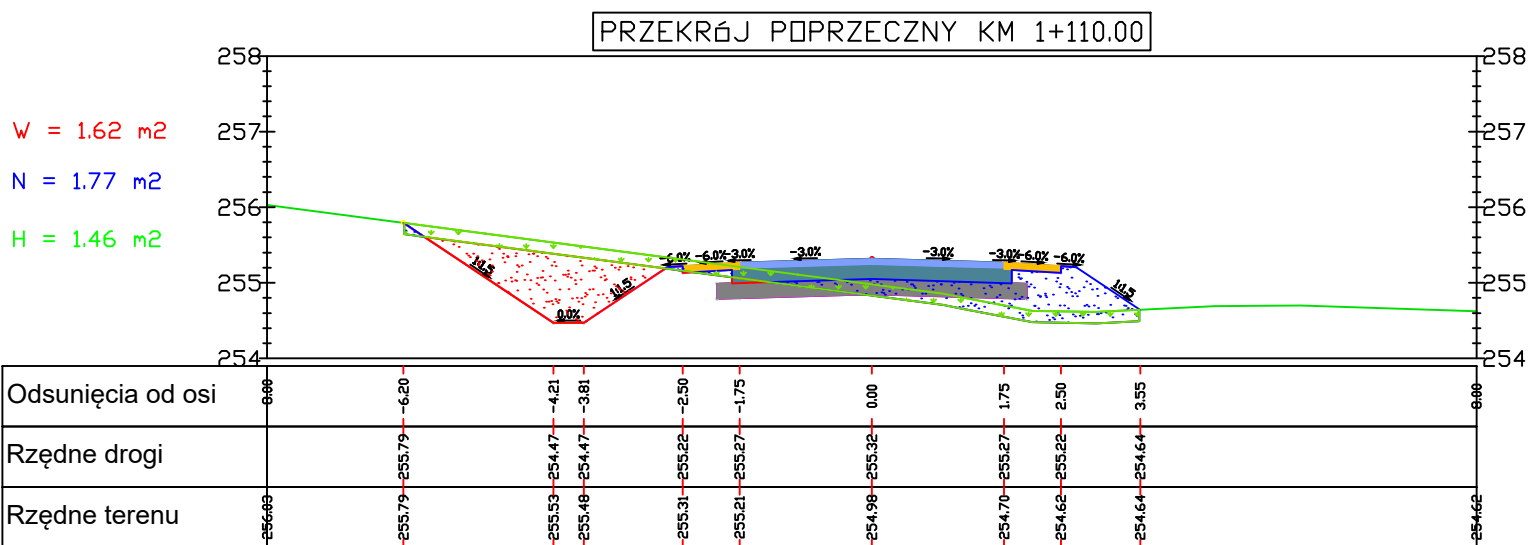 PRZEKRóJ POPRZECZNY KM 1+110.00
258 258
W = 1.62 m2
257 257
N = 1.77 m2
256 256
H = 1.46 m2
-6.0% -6.0% -3.0% -3.0% -3.0% -3.0% -6.0% -6.0%
255 255
1:1.5 1:1.5 1:1.5
0.0%
254 254
Odsunięcia od osi 8.00 -6.20 -4.21 -3.81 -2.50 -1.75 0.00 1.75 2.50 3.55 8.00
Rzędne drogi 255.79 254.47 254.47 255.22 255.27 255.32 255.27 255.22 254.64
Rzędne terenu 256.03 255.79 255.53 255.48 255.31 255.21 254.98 254.70 254.62 254.64 254.62